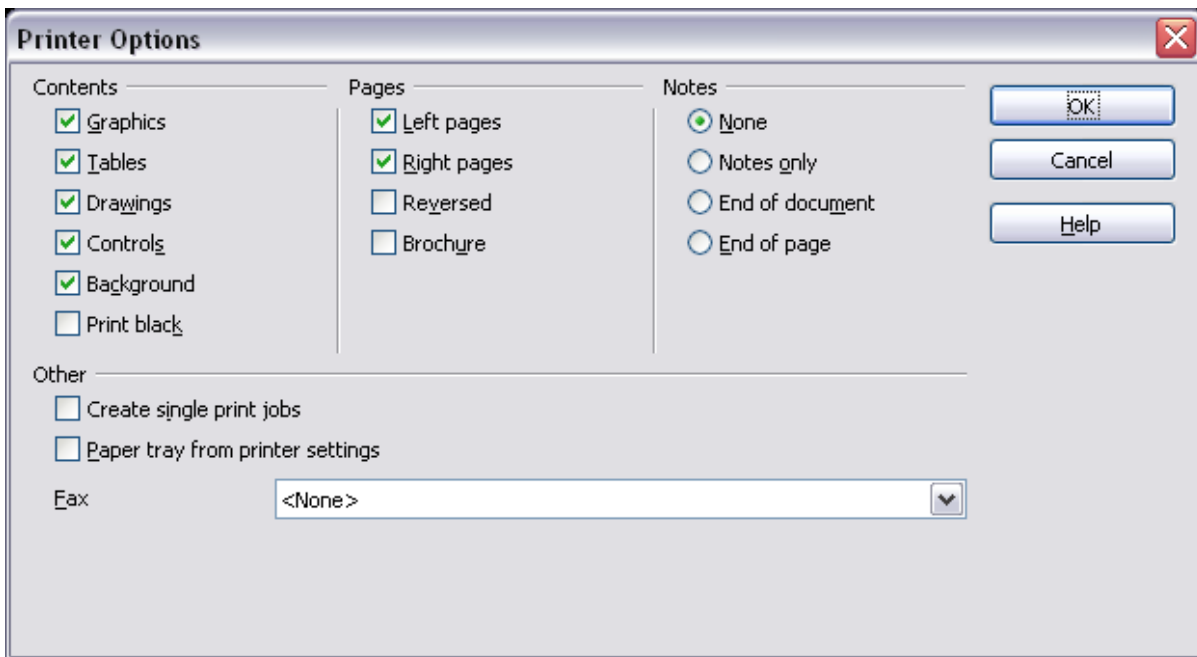 Printer Options
Contents
Graphics
Tables
Drawings
Controls
Background
Print black
Pages
Left pages
Right pages
Reversed
Brochure
Notes
None
Notes only
End of document
End of page
OK
Cancel
Help
Other
Create single print jobs
Paper tray from printer settings
Fax
<None>